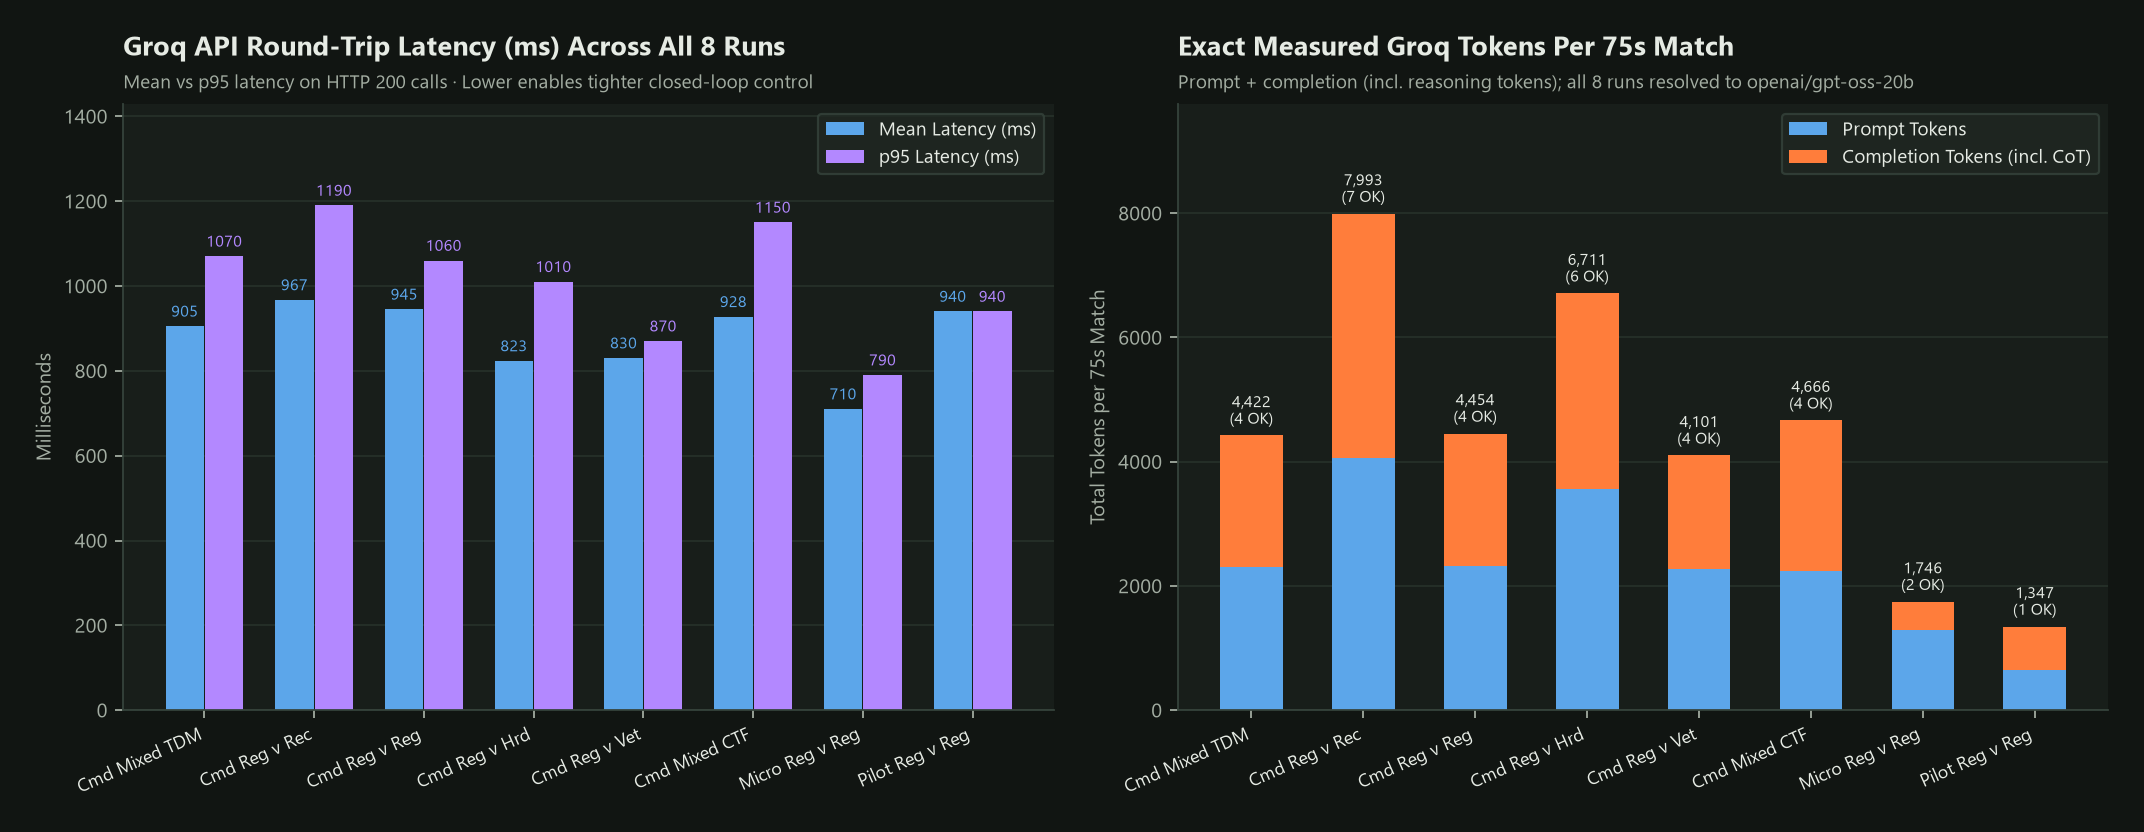 Groq API Round-Trip Latency (ms) Across All 8 Runs
Mean vs p95 latency on HTTP 200 calls · Lower enables tighter closed-loop control
Mean Latency (ms)
p95 Latency (ms)
Milliseconds
1400
1200
1000
800
600
400
200
0
905
1070
967
1190
945
1060
823
1010
830
870
928
1150
710
790
940
940
Cmd Mixed TDM
Cmd Reg v Rec
Cmd Reg v Reg
Cmd Reg v Hrd
Cmd Reg v Vet
Cmd Mixed CTF
Micro Reg v Reg
Pilot Reg v Reg
Exact Measured Groq Tokens Per 75s Match
Prompt + completion (incl. reasoning tokens); all 8 runs resolved to openai/gpt-oss-20b
Prompt Tokens
Completion Tokens (incl. CoT)
Total Tokens per 75s Match
8000
6000
4000
2000
0
4,422
(4 OK)
7,993
(7 OK)
4,454
(4 OK)
6,711
(6 OK)
4,101
(4 OK)
4,666
(4 OK)
1,746
(2 OK)
1,347
(1 OK)
Cmd Mixed TDM
Cmd Reg v Rec
Cmd Reg v Reg
Cmd Reg v Hrd
Cmd Reg v Vet
Cmd Mixed CTF
Micro Reg v Reg
Pilot Reg v Reg